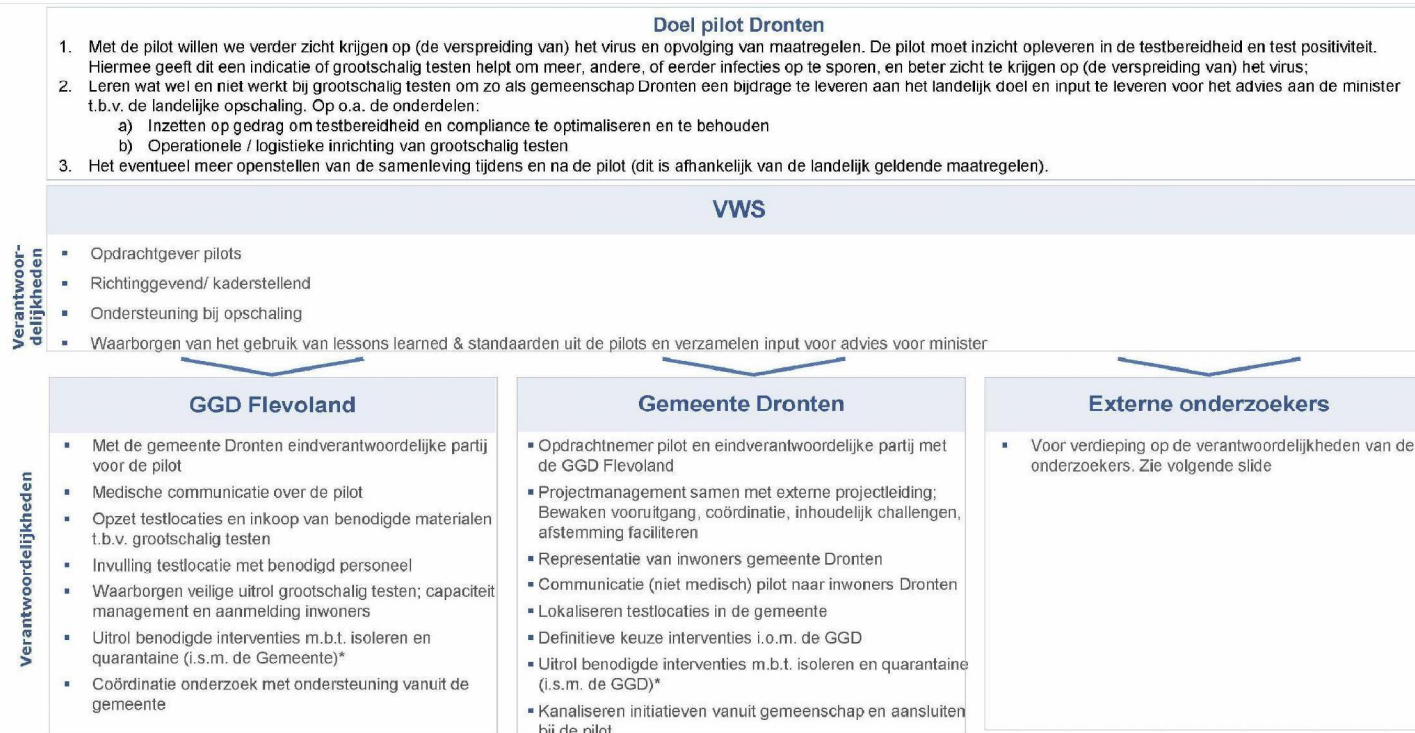 Doel pilot Dronten
1. Met de pilot willen we verder zicht krijgen op (de verspreiding van) het virus en opvolging van maatregelen. De pilot moet inzicht opleveren in de testbereidheid en test positiviteit.
Hiermee geeft dit een indicatie of grootschalig testen helpt om meer, andere, of eerder infecties op te sporen, en beter zicht te krijgen op (de verspreiding van) het virus;
2. Leren wat wel en niet werkt bij grootschalig testen om zo als gemeenschap Dronten een bijdrage te leveren aan het landelijk doel en input te leveren voor het advies aan de minister
t.b.v. de landelijke opschaling. Op o.a. de onderdelen:
a) Inzetten op gedrag om testbereidheid en compliance te optimaliseren en te behouden
b) Operationele / logistieke inrichting van grootschalig testen
3. Het eventueel meer openstellen van de samenleving tijdens en na de pilot (dit is afhankelijk van de landelijk geldende maatregelen).
Verantwoor-
delijkheden
VWS
▪ Opdrachtgever pilots
▪ Richtinggevend/ kaderstellend
▪ Ondersteuning bij opschaling
▪ Waarborgen van het gebruik van lessons learned & standaarden uit de pilots en verzamelen input voor advies voor minister
Verantwoordelijkheden
GGD Flevoland
▪ Met de gemeente Dronten eindverantwoordelijke partij
voor de pilot
▪ Medische communicatie over de pilot
▪ Opzet testlocaties en inkoop van benodigde materialen
t.b.v. grootschalig testen
▪ Invulling testlocatie met benodigd personeel
▪ Waarborgen veilige uitrol grootschalig testen; capaciteit
management en aanmelding inwoners
▪ Uitrol benodigde interventies m.b.t. isoleren en
quarantaine (i.s.m. de Gemeente)*
▪ Coördinatie onderzoek met ondersteuning vanuit de
gemeente
Gemeente Dronten
▪ Opdrachtnemer pilot en eindverantwoordelijke partij met
de GGD Flevoland
▪ Projectmanagement samen met externe projectleiding;
Bewaken vooruitgang, coördinatie, inhoudelijk challengen,
afstemming faciliteren
▪ Representatie van inwoners gemeente Dronten
▪ Communicatie (niet medisch) pilot naar inwoners Dronten
▪ Lokaliseren testlocaties in de gemeente
▪ Definitieve keuze interventies i.o.m. de GGD
▪ Uitrol benodigde interventies m.b.t. isoleren en quarantaine
(i.s.m. de GGD)*
▪ Kanaliseren initiatieven vanuit gemeenschap en aansluiten
bij de pilot
Externe onderzoekers
▪ Voor verdieping op de verantwoordelijkheden van de
onderzoekers. Zie volgende slide